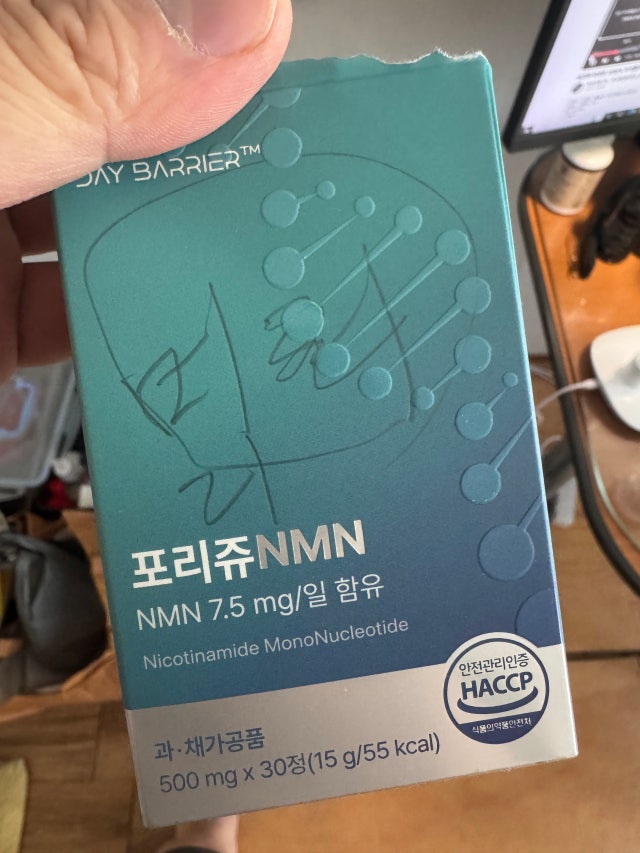 DAY BARRIER™
포리쥬NMN
NMN 7.5 mg/일 함유
Nicotinamide MonoNucleotide
안전관리인증
HACCP
식품의약품안전처
과·채가공품
500 mg x 30정(15 g/55 kcal)